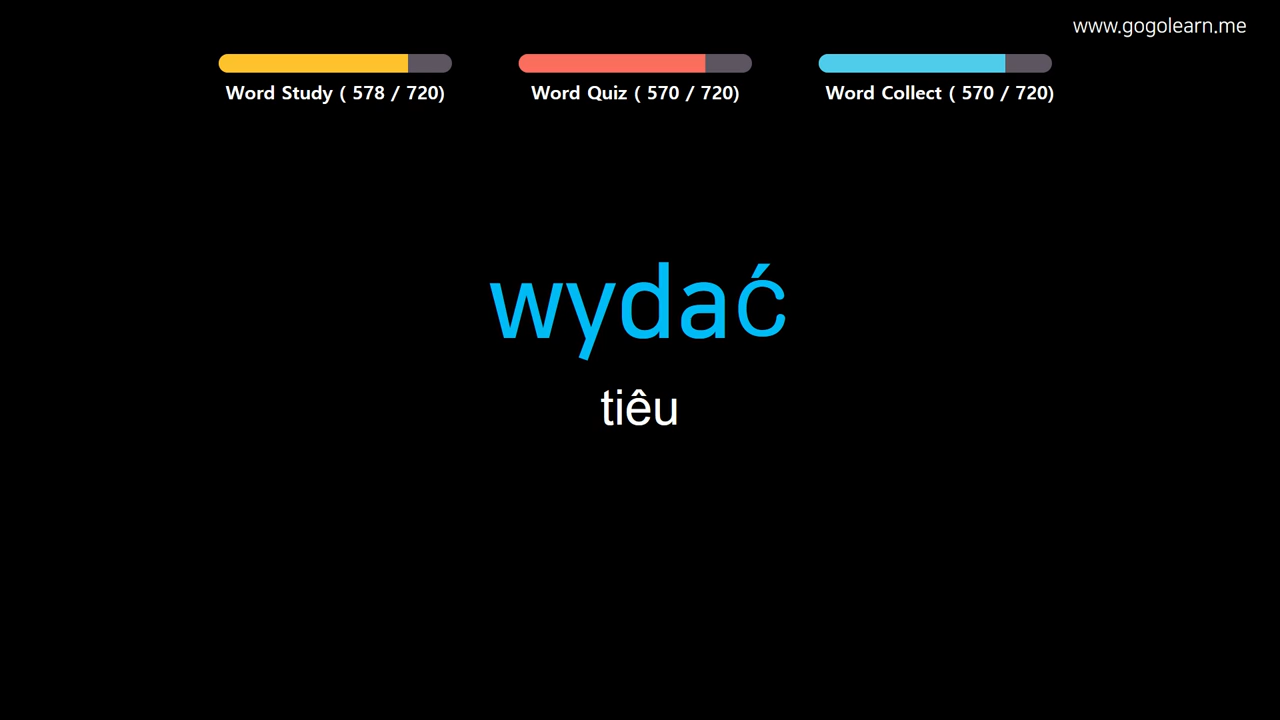 www.gogolearn.me
Word Study ( 578 / 720)
Word Quiz ( 570 / 720)
Word Collect ( 570 / 720)
wydać
tiêu